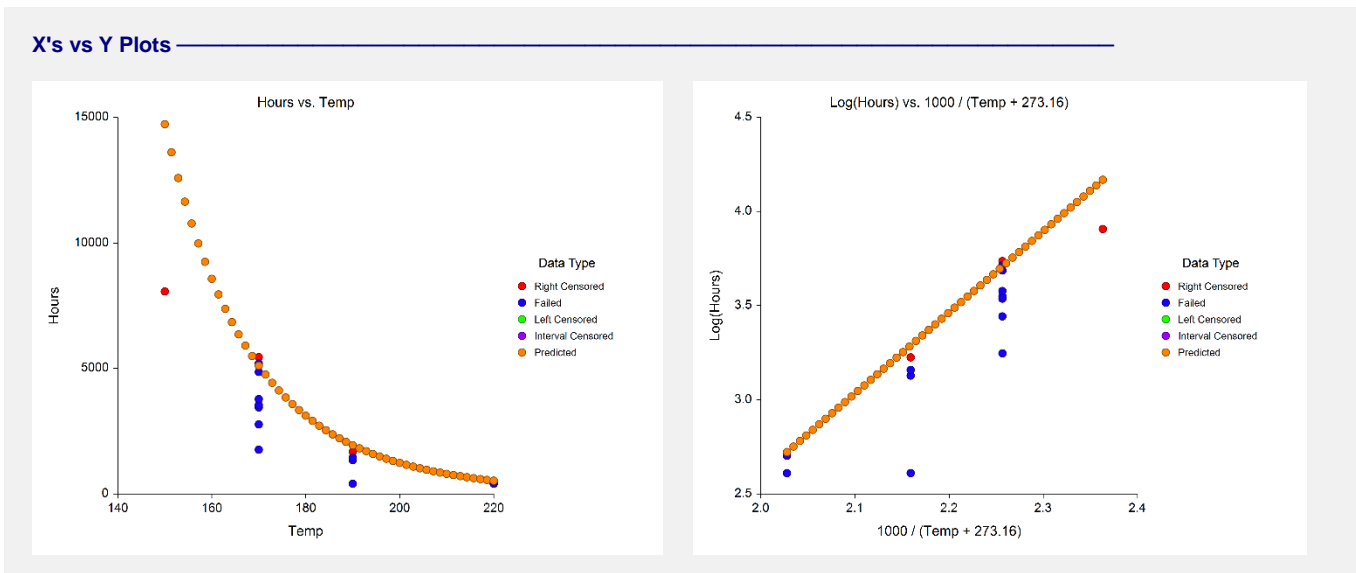 X's vs Y Plots
Hours vs. Temp
15000
10000
5000
0
Hours
140 160 180 200 220
Temp
Data Type
Right Censored
Failed
Left Censored
Interval Censored
Predicted
Log(Hours) vs. 1000 / (Temp + 273.16)
4.5
4.0
3.5
3.0
2.5
Log(Hours)
2.0 2.1 2.2 2.3 2.4
1000 / (Temp + 273.16)
Data Type
Right Censored
Failed
Left Censored
Interval Censored
Predicted